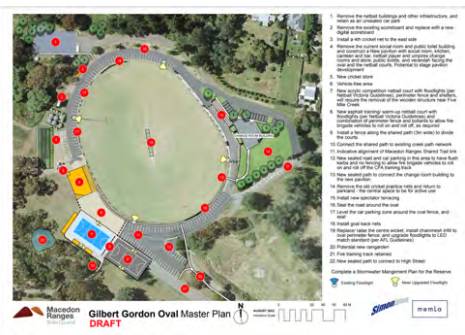 1. Remove the netball buildings and other infrastructure, and
retain as an unsealed car park
2. Remove the existing scoreboard and replace with a new
digital scoreboard
3. Install a 4th cricket net to the east side
4. Remove the current social room and public toilet building
and construct a New pavilion with social room, kitchen,
canteen and bar, netball player and umpire change
rooms and store, public toilets, and verandah facing the
oval and the netball courts. Potential to stage pavilion
development
5. New cricket store
6. Vehicle-free area
7. New acrylic competition netball court with floodlights (per
Netball Victoria Guidelines), perimeter fence and shelters,
will require the removal of the wooden structure near Five
Mile Creek
8. New asphalt training/ warm-up netball court with
floodlights (per Netball Victoria Guidelines) and
combination of perimeter fence and bollards to allow fire
brigade vehicles to roll on and roll off, as required
9. Install a fence along the shared path (3m wide) to divide
the courts
10. Connect the shared path to existing creek path network
11. Indicative alignment of Macedon Ranges Shared Trail link
12. New sealed road and car parking in this area to have flush
kerbs and no fencing to allow fire brigade vehicles to roll
on and roll off the CFA training track
13. New sealed path to connect the change room building to
the new pavilion
14. Remove the old cricket practice nets and return to
parkland - the central space to be for active use
15. Install new spectator terracing
16. Seal the road around the oval
17. Level the car parking zone around the oval fence, and
seal
18. Install goal back nets
19. Replace/ raise the centre wicket, install chainmesh infill to
oval perimeter fence, and upgrade floodlights to LED
match standard (per AFL Guidelines)
20. Potential new raingarden
21. Fire training track retained
22. New sealed path to connect to High Street
Complete a Stormwater Management Plan for the Reserve
Existing Floodlight
New/ Upgraded Floodlight
CHANGE ROOM BUILDING
Macedon
Ranges
Shire Council
Gilbert Gordon Oval Master Plan
DRAFT
N
AUGUST 2022
Simon
memLa